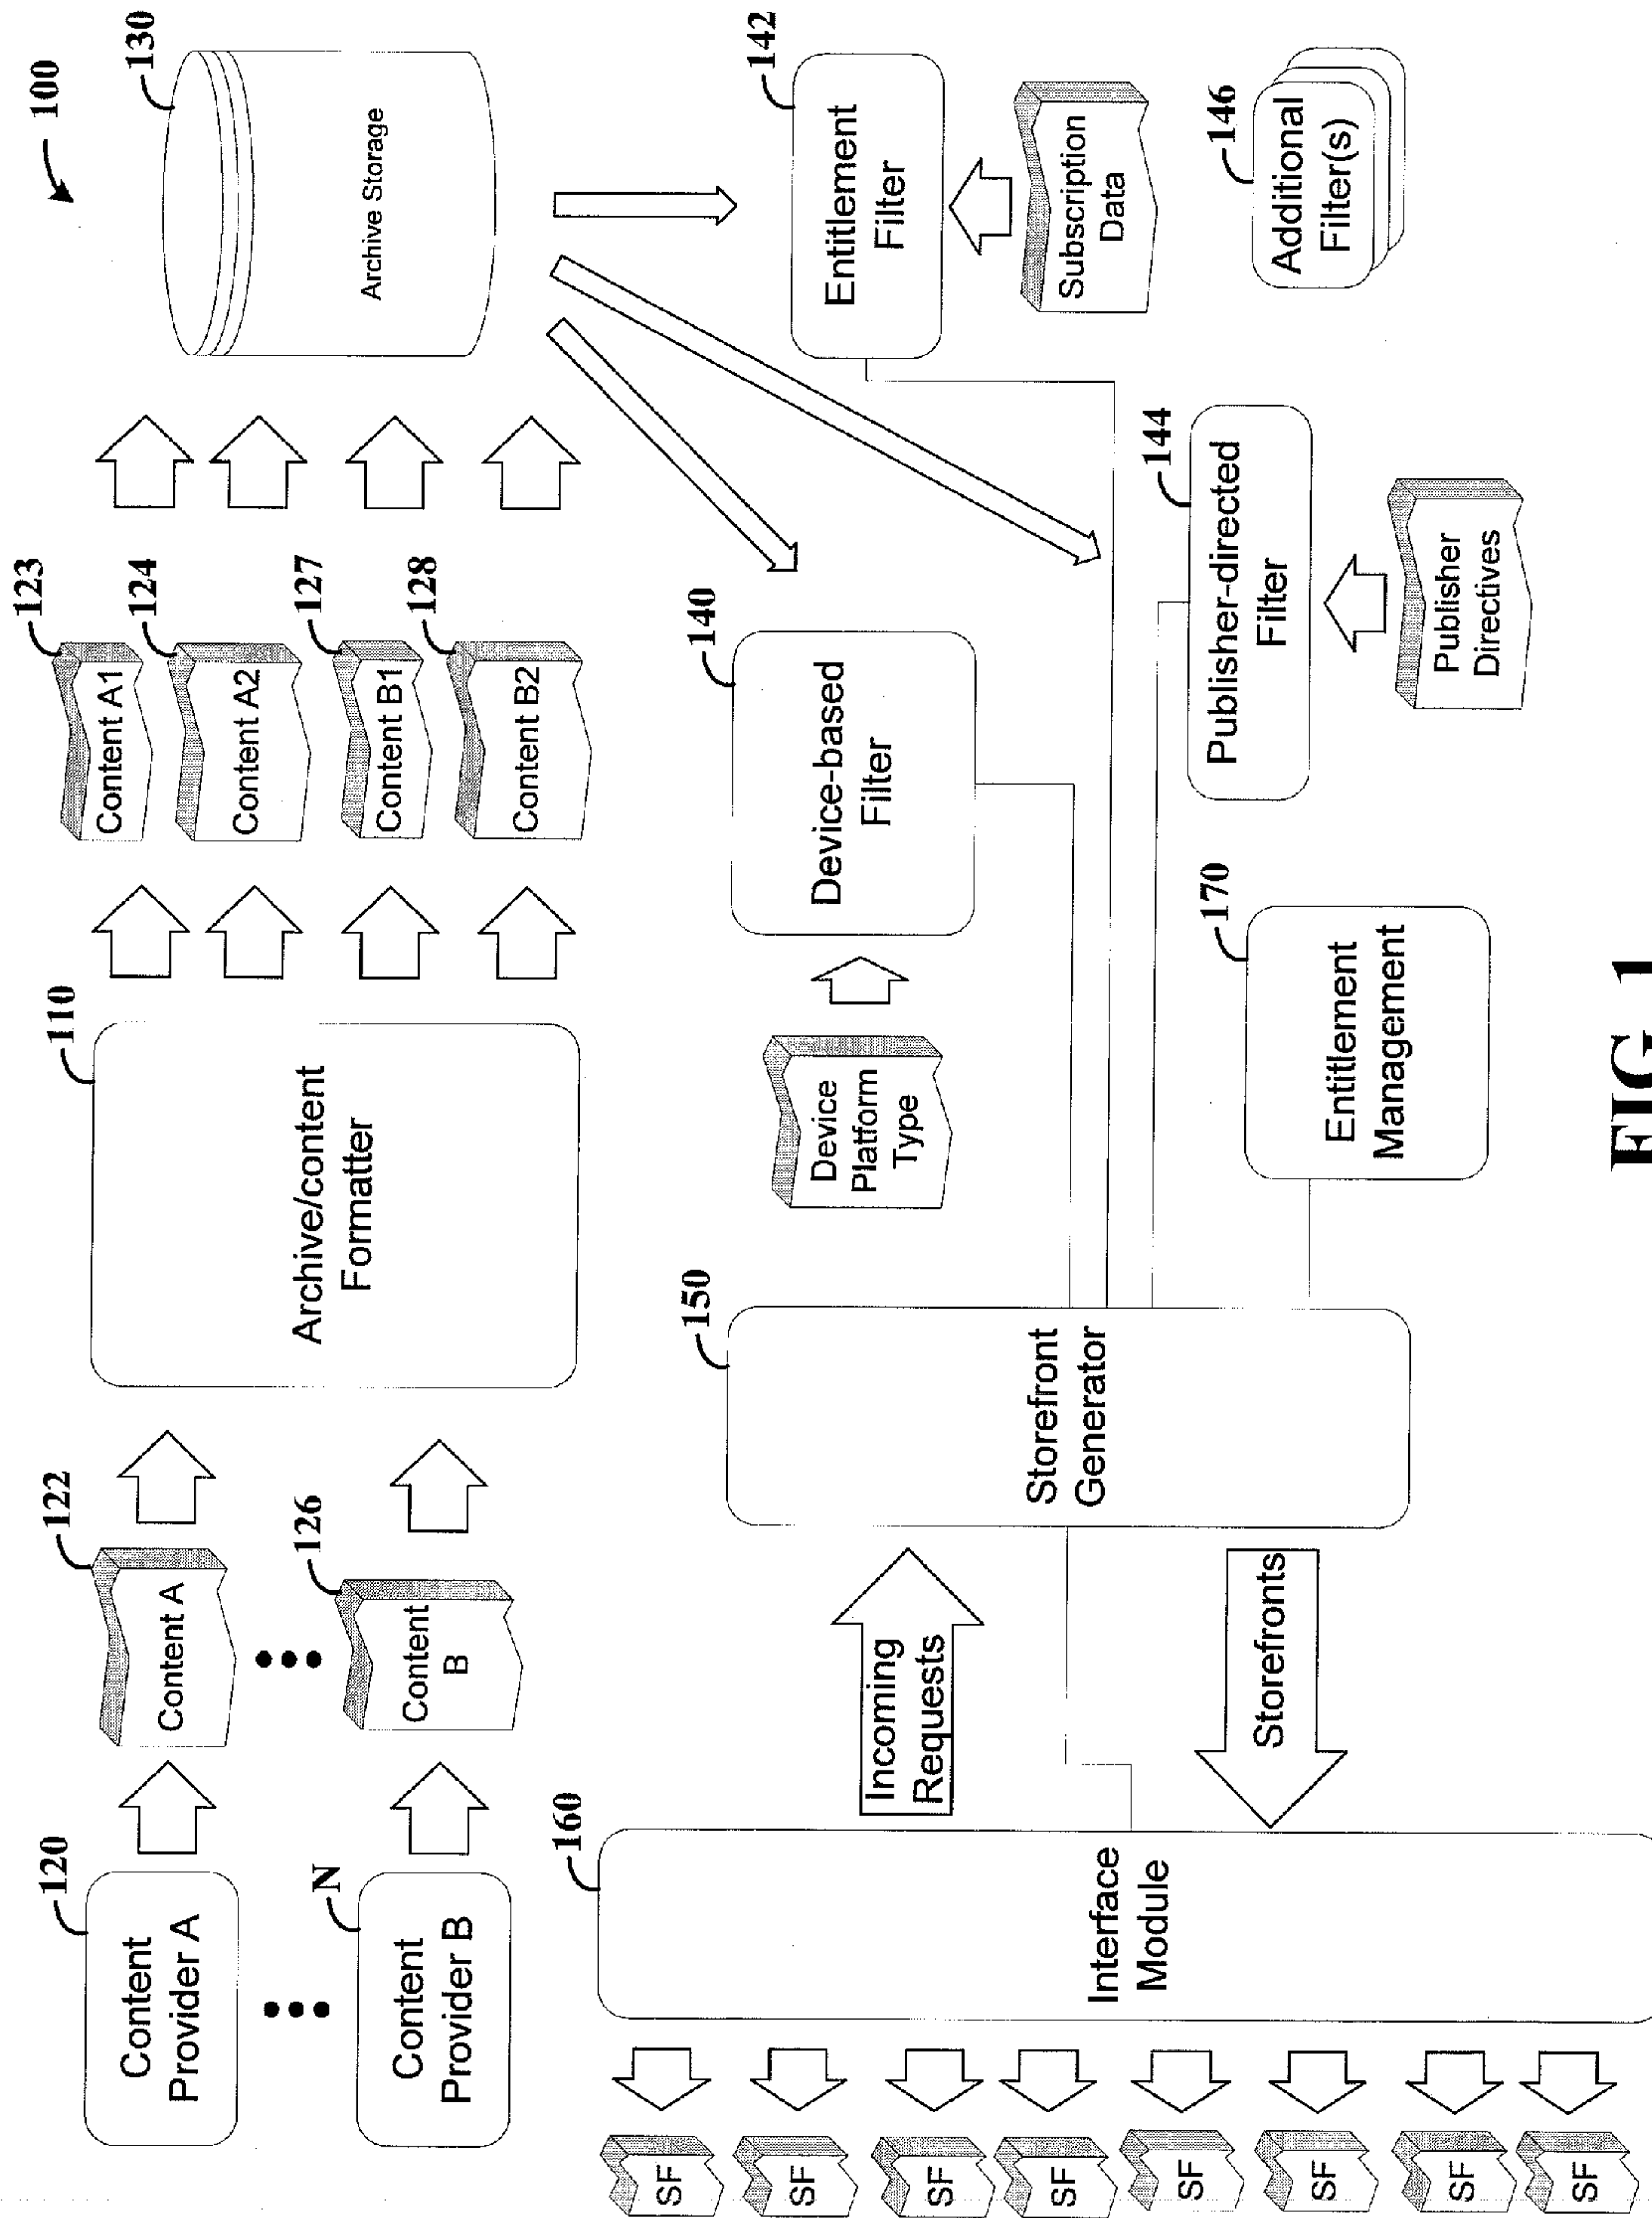 100
120
Content
Provider A
122
Content A
110
Archive/content
Formatter
123
Content A1
124
Content A2
127
Content B1
128
Content B2
130
Archive Storage
N
Content
Provider B
126
Content
B
160
Interface
Module
Incoming
Requests
Storefronts
150
Storefront
Generator
Device
Platform
Type
140
Device-based
Filter
142
Entitlement
Filter
Subscription
Data
144
Publisher-directed
Filter
Publisher
Directives
146
Additional
Filter(s)
170
Entitlement
Management
SF
SF
SF
SF
SF
SF
SF
SF
FIG. 1